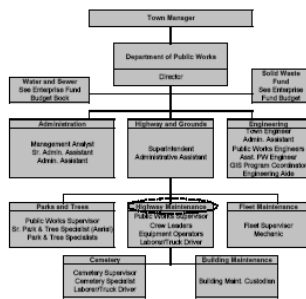 Town Manager
Department of Public Works
Director
Water and Sewer
See Enterprise Fund
Budget Book
Solid Waste
Fund
See Enterprise
Fund Budget
Administration
Management Analyst
Sr. Admin. Assistant
Admin. Assistant
Highway and Grounds
Superintendent
Administrative Assistant
Engineering
Town Engineer
Admin. Assistant
Public Works Engineers
Asst. PW Engineer
GIS Program Coordinator
Engineering Aide
Parks and Trees
Public Works Supervisor
Sr. Park & Tree Specialist (Aerial)
Park & Tree Specialists
Highway Maintenance
Public Works Supervisor
Crew Leaders
Equipment Operators
Laborer/Truck Driver
Fleet Maintenance
Fleet Supervisor
Mechanic
Cemetery
Cemetery Supervisor
Cemetery Specialist
Laborer/Truck Driver
Building Maintenance
Building Maint. Custodian